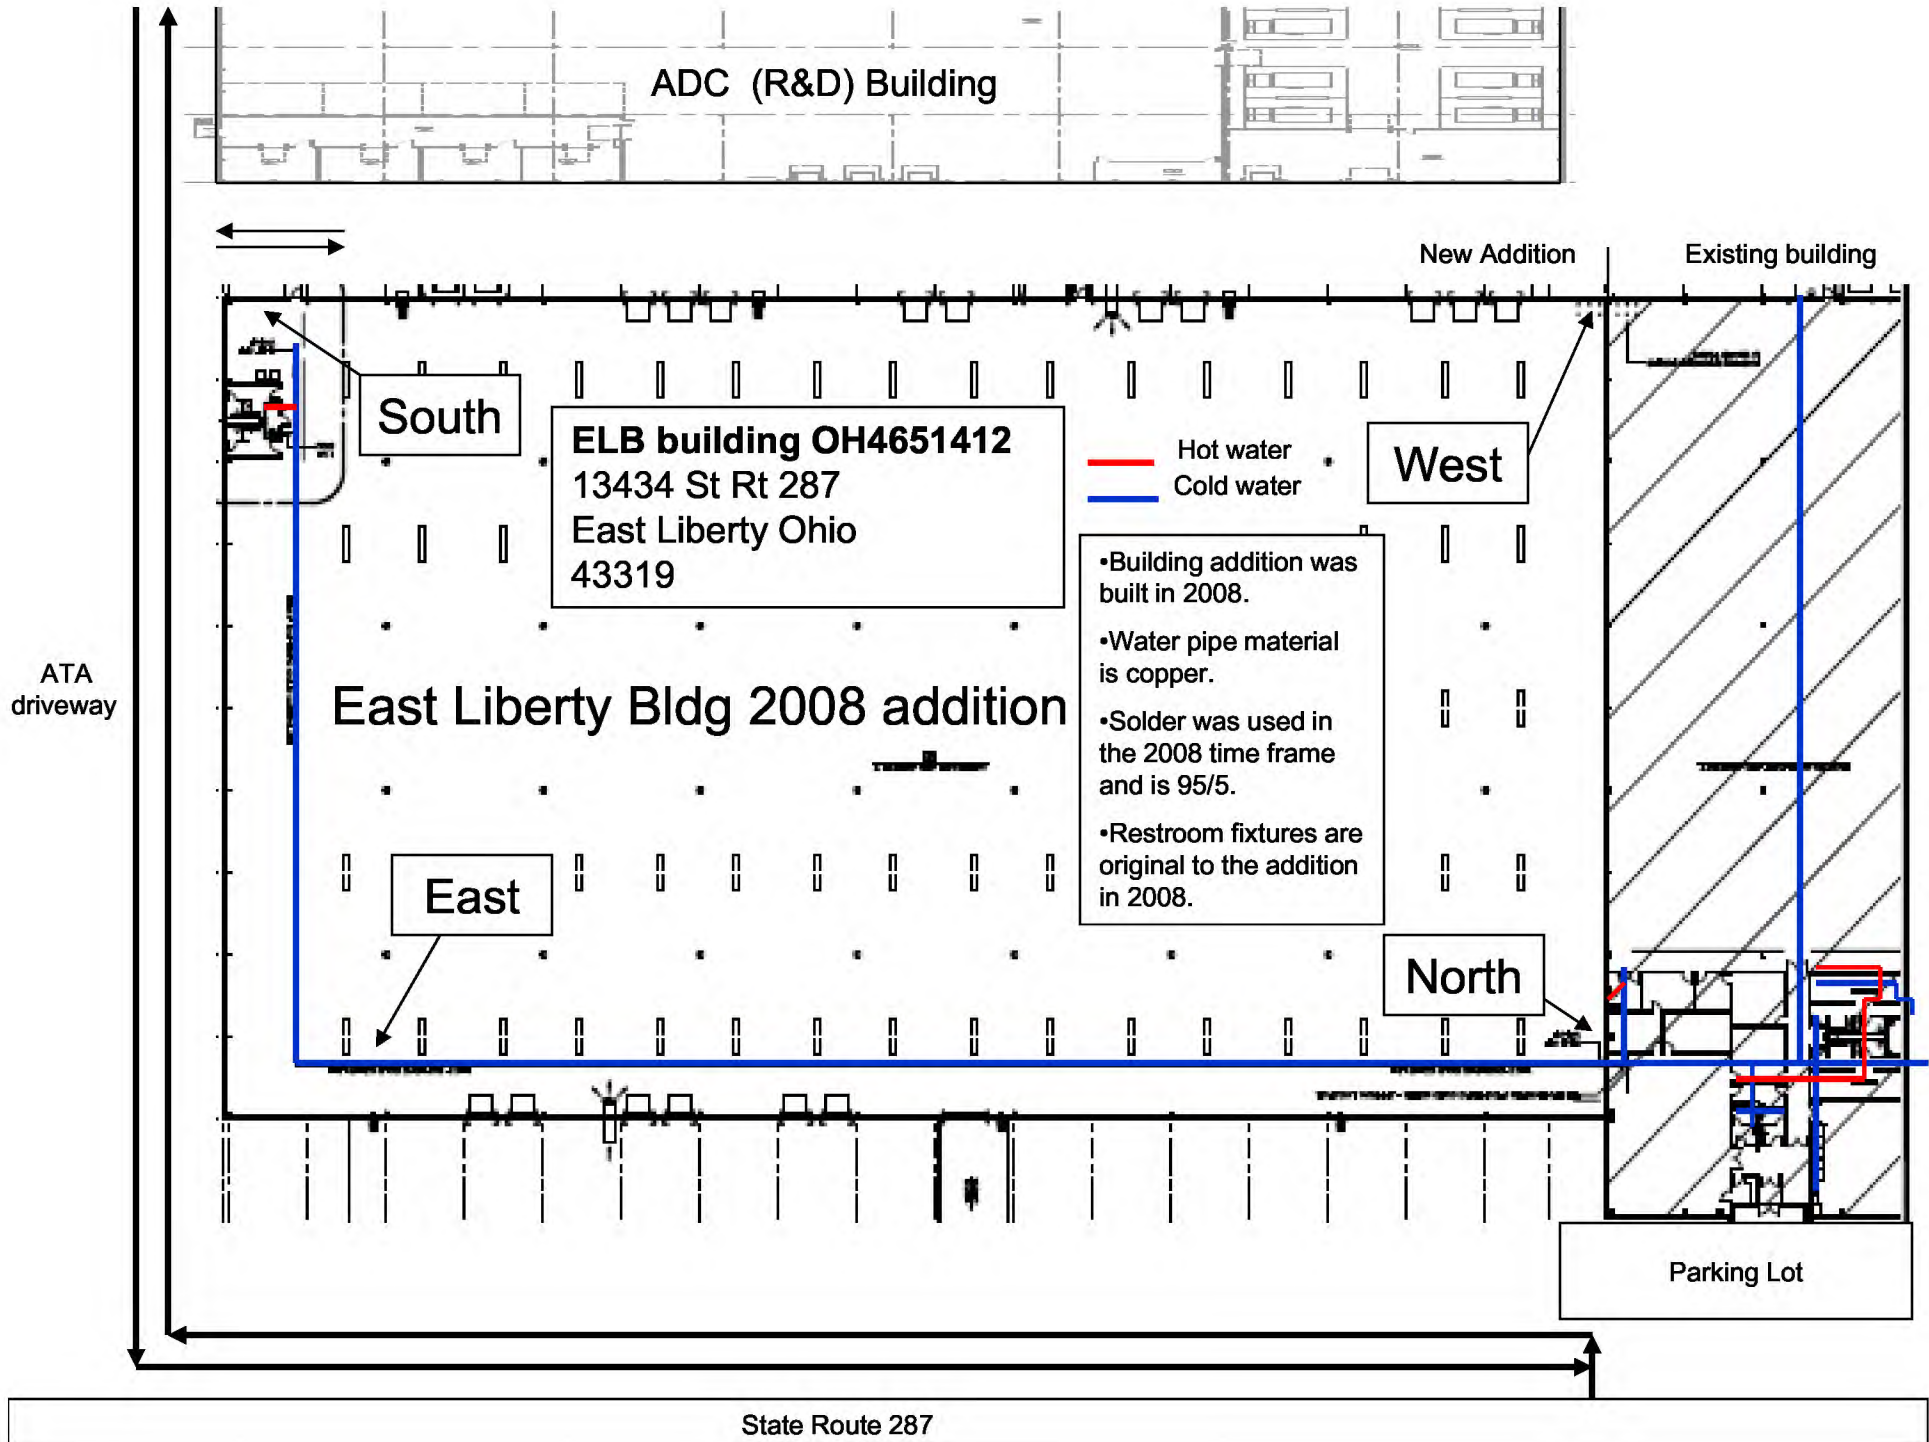 ADC (R&D) Building
New Addition
Existing building
South
ELB building OH4651412
13434 St Rt 287
East Liberty Ohio
43319
Hot water
Cold water
West
•Building addition was
built in 2008.
•Water pipe material
is copper.
•Solder was used in
the 2008 time frame
and is 95/5.
•Restroom fixtures are
original to the addition
in 2008.
ATA
driveway
East Liberty Bldg 2008 addition
East
North
Parking Lot
State Route 287